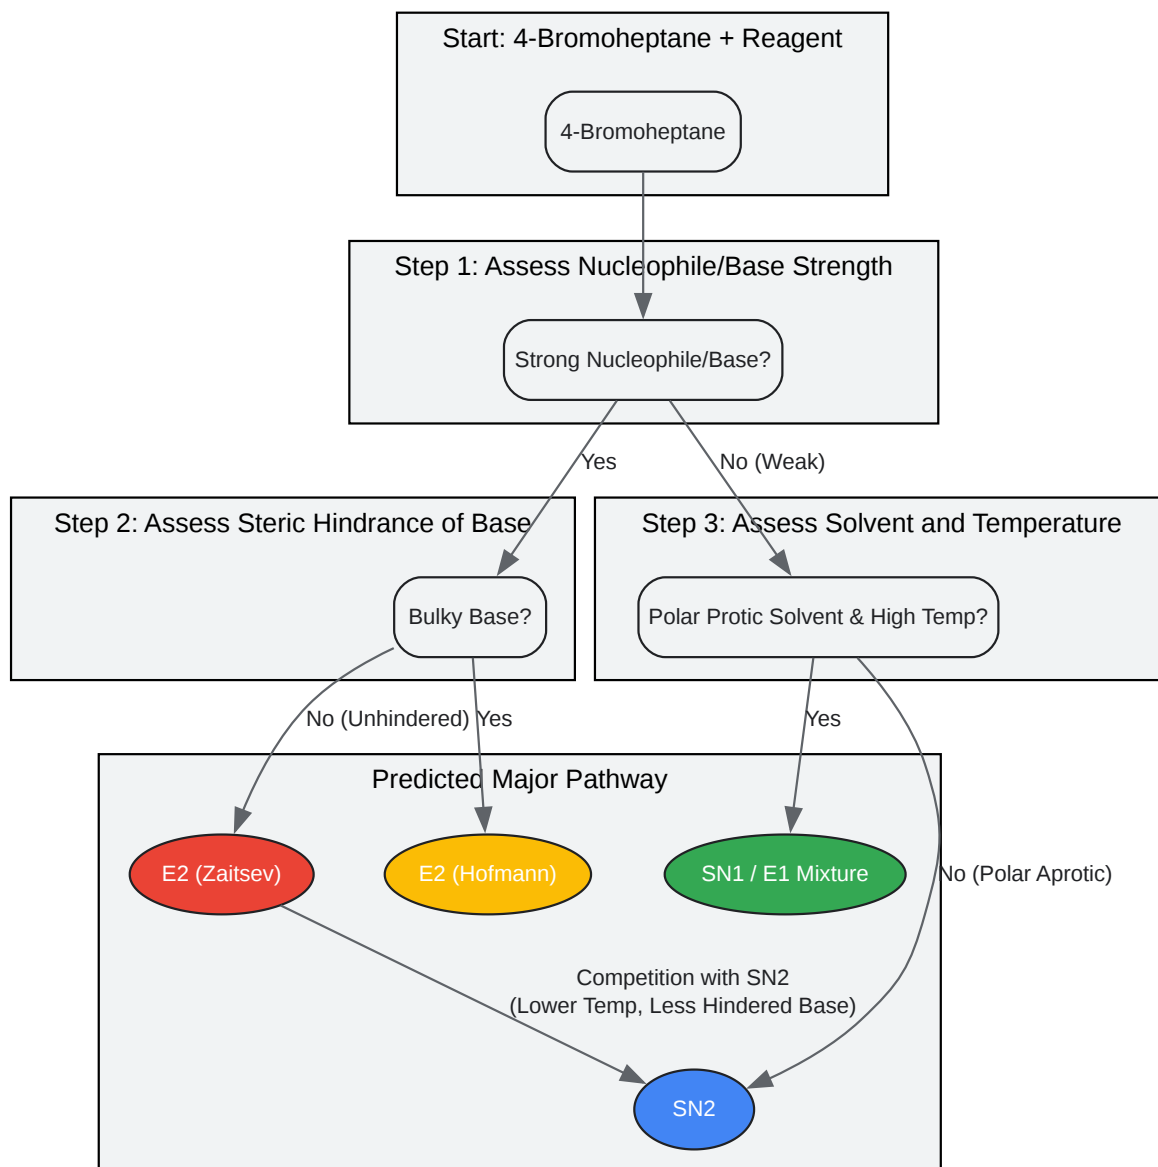 Start: 4-Bromoheptane + Reagent
4-Bromoheptane
Step 1: Assess Nucleophile/Base Strength
Strong Nucleophile/Base?
Yes
No (Weak)
Step 2: Assess Steric Hindrance of Base
Step 3: Assess Solvent and Temperature
Bulky Base?
Polar Protic Solvent & High Temp?
No (Unhindered)
Yes
Yes
Predicted Major Pathway
E2 (Zaitsev)
E2 (Hofmann)
SN1 / E1 Mixture
No (Polar Aprotic)
Competition with SN2
(Lower Temp, Less Hindered Base)
SN2